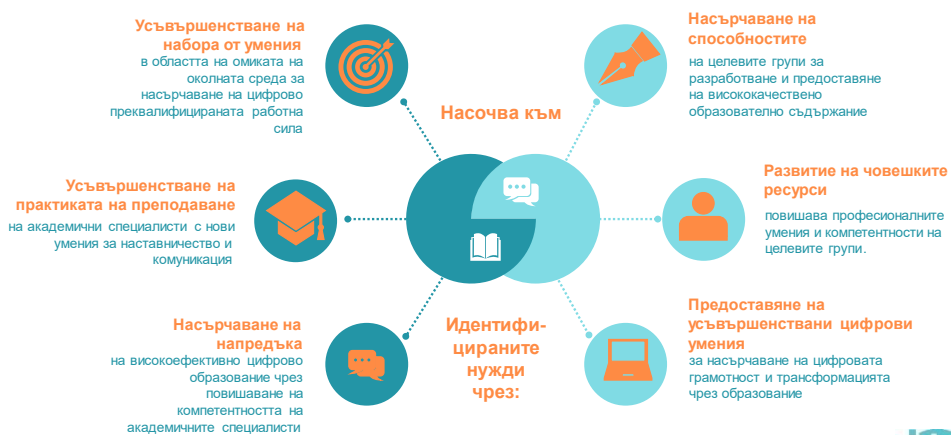 Усъвършенстване на
набора от умения
в областта на омиката на
околната среда за
насърчаване на цифрово
преквалифицираната работна
сила
Усъвършенстване на
практиката на преподаване
на академични специалисти с нови
умения за наставничество и
комуникация
Насърчаване на
напредъка
на високоефективно цифрово
образование чрез
повишаване на
компетентността на
академичните специалисти
Насочва към
Идентифи-
цираните
нужди
чрез:
Насърчаване на
способностите
на целевите групи за
разработване и предоставяне
на висококачествено
образователно съдържание
Развитие на човешките
ресурси
повишава професионалните
умения и компетентности на
целевите групи.
Предоставяне на
усъвършенствани цифрови
умения
за насърчаване на цифровата
грамотност и трансформацията
чрез образование